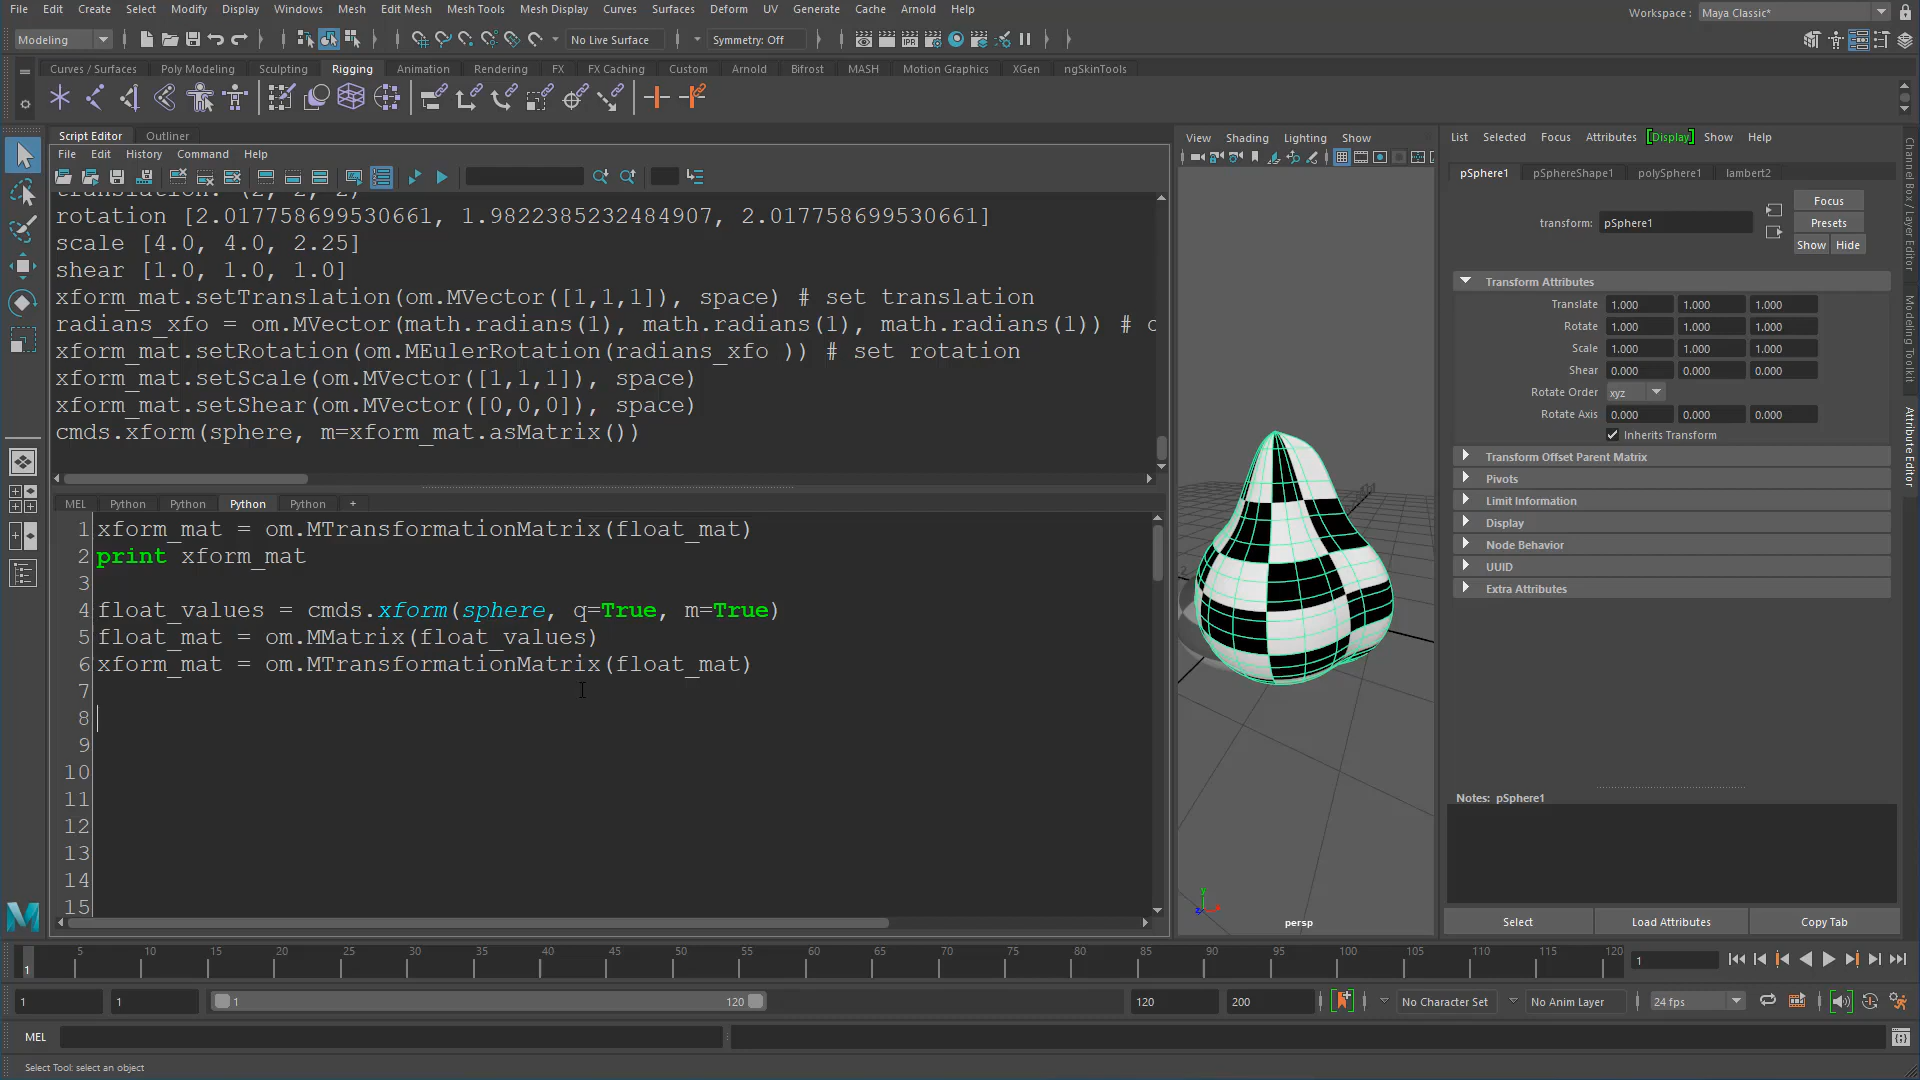 File Edit Create Select Modify Display Windows Mesh Edit Mesh Mesh Tools Mesh Display Curves Surfaces Deform UV Generate Cache Arnold Help
Workspace : Maya Classic*
Modeling No Live Surface Symmetry: Off
Curves / Surfaces Poly Modeling Sculpting Rigging Animation Rendering FX FX Caching Custom Arnold Bifrost MASH Motion Graphics XGen ngSkinTools
Script Editor Outliner
File Edit History Command Help
translation: (2, 2, 2)
rotation [2.017758699530661, 1.9822385232484907, 2.017758699530661]
scale [4.0, 4.0, 2.25]
shear [1.0, 1.0, 1.0]
xform_mat.setTranslation(om.MVector([1,1,1]), space) # set translation
radians_xfo = om.MVector(math.radians(1), math.radians(1), math.radians(1)) # c
xform_mat.setRotation(om.MEulerRotation(radians_xfo )) # set rotation
xform_mat.setScale(om.MVector([1,1,1]), space)
xform_mat.setShear(om.MVector([0,0,0]), space)
cmds.xform(sphere, m=xform_mat.asMatrix())
MEL Python Python Python Python +
1 xform_mat = om.MTransformationMatrix(float_mat)
2 print xform_mat
3
4 float_values = cmds.xform(sphere, q=True, m=True)
5 float_mat = om.MMatrix(float_values)
6 xform_mat = om.MTransformationMatrix(float_mat)
7
8
9
10
11
12
13
14
15
View Shading Lighting Show
persp
List Selected Focus Attributes [Display] Show Help
pSphere1 pSphereShape1 polySphere1 lambert2
Focus
transform: pSphere1
Presets
Show Hide
Transform Attributes
Translate 1.000 1.000 1.000
Rotate 1.000 1.000 1.000
Scale 1.000 1.000 1.000
Shear 0.000 0.000 0.000
Rotate Order xyz
Rotate Axis 0.000 0.000 0.000
Inherits Transform
Transform Offset Parent Matrix
Pivots
Limit Information
Display
Node Behavior
UUID
Extra Attributes
Notes: pSphere1
Select Load Attributes Copy Tab
Channel Box / Layer Editor
Modeling Toolkit
Attribute Editor
5 10 15 20 25 30 35 40 45 50 55 60 65 70 75 80 85 90 95 100 105 110 115 120
1 1
1 1 1 120 120 200 No Character Set No Anim Layer 24 fps
MEL
Select Tool: select an object